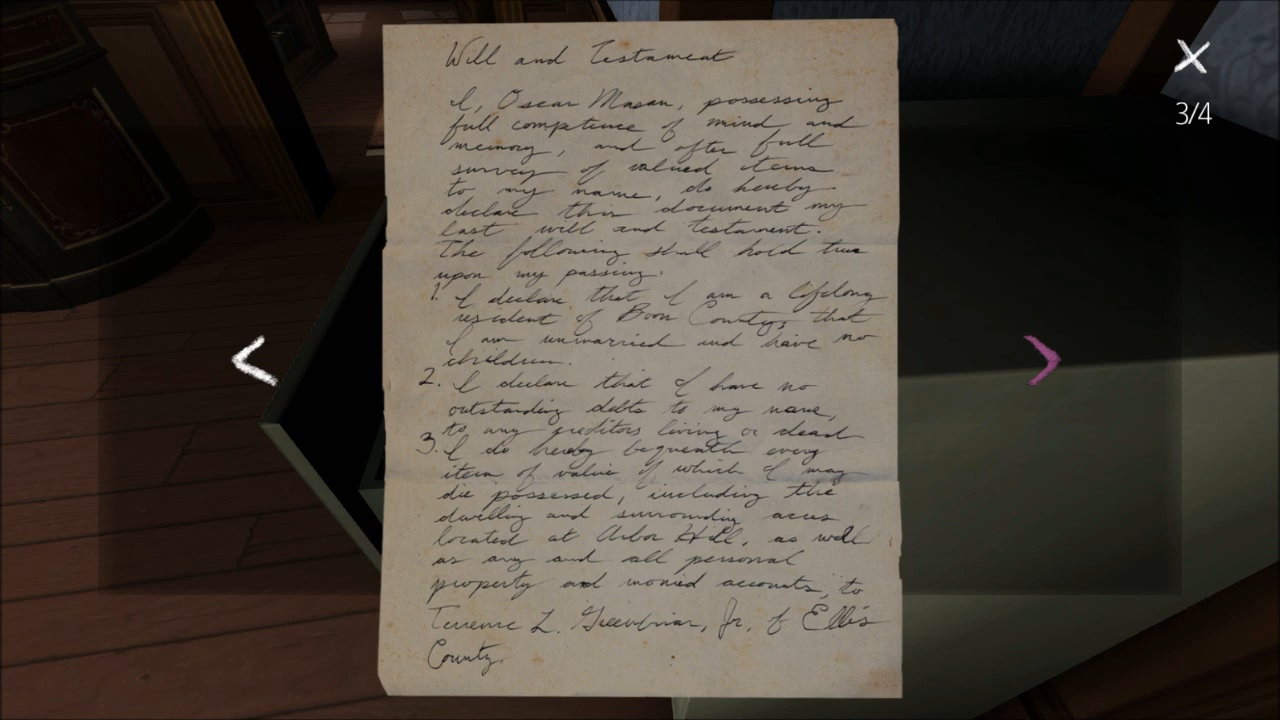 Will and Testament
I, Oscar Masan, possessing
full competence of mind and
memory, and after full
survey of valued items
to my name, do hereby
declare this document my
last will and testament.
The following shall hold true
upon my passing:
1. I declare that I am a lifelong
resident of Boon County, that
I am unmarried and have no
children.
2. I declare that I have no
outstanding debts to my name,
to any creditors living or dead
3. I do hereby bequeath every
item of value of which I may
die possessed, including the
dwelling and surrounding acres
located at Arbor Hill, as well
as any and all personal
property and monied accounts, to
Terrence L. Greenbriar, Jr. of Ellis
County.
3/4